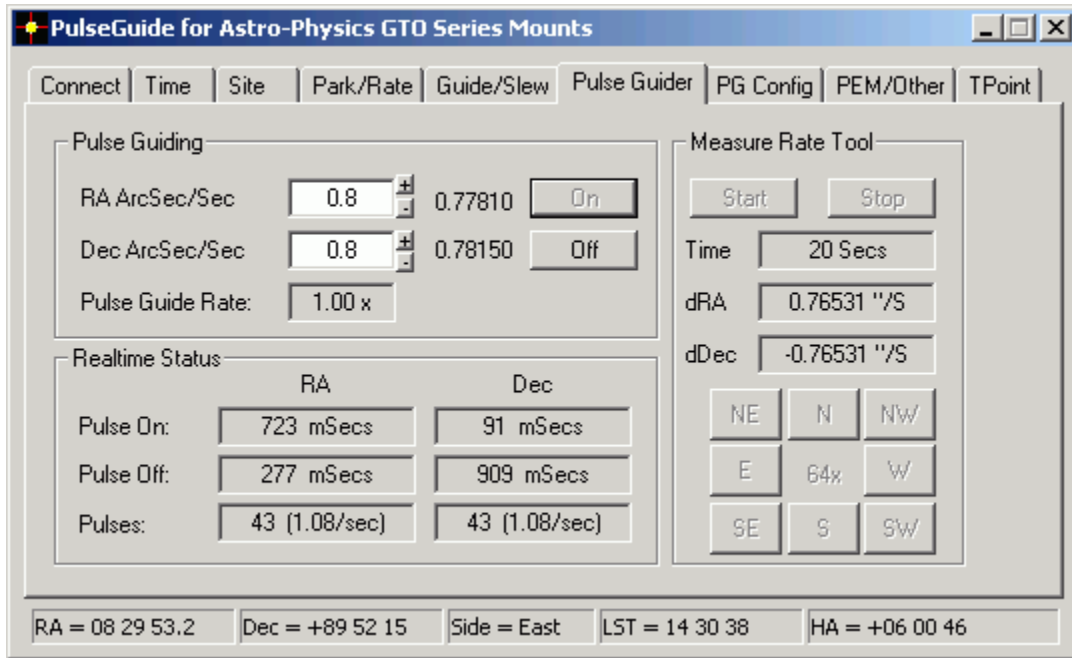 PulseGuide for Astro-Physics GTO Series Mounts
Connect Time Site Park/Rate Guide/Slew Pulse Guider PG Config PEM/Other TPoint
Pulse Guiding
RA ArcSec/Sec 0.8 + - 0.77810 On
Dec ArcSec/Sec 0.8 + - 0.78150 Off
Pulse Guide Rate: 1.00 x
Realtime Status
RA Dec
Pulse On: 723 mSecs 91 mSecs
Pulse Off: 277 mSecs 909 mSecs
Pulses: 43 (1.08/sec) 43 (1.08/sec)
Measure Rate Tool
Start Stop
Time 20 Secs
dRA 0.76531 "/S
dDec -0.76531 "/S
NE N NW
E 64x W
SE S SW
RA = 08 29 53.2 Dec = +89 52 15 Side = East LST = 14 30 38 HA = +06 00 46